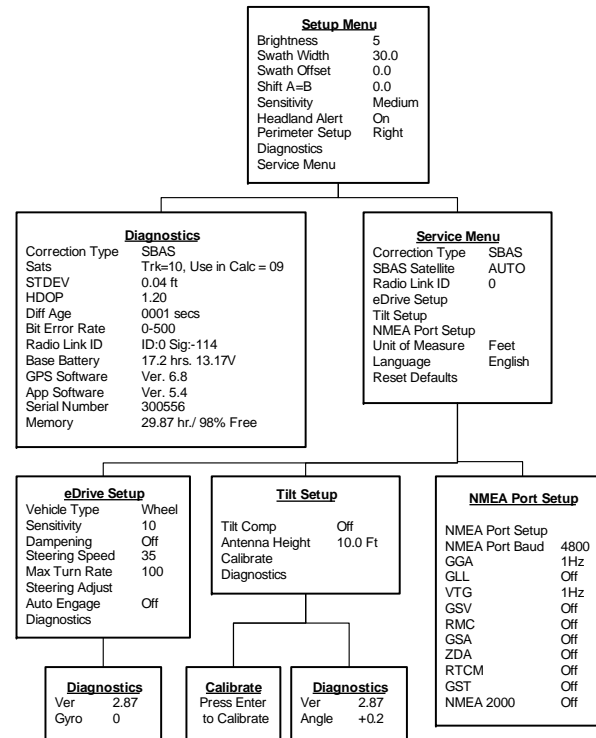 Setup Menu
Brightness 5
Swath Width 30.0
Swath Offset 0.0
Shift A=B 0.0
Sensitivity Medium
Headland Alert On
Perimeter Setup Right
Diagnostics
Service Menu
Diagnostics
Correction Type SBAS
Sats Trk=10, Use in Calc = 09
STDEV 0.04 ft
HDOP 1.20
Diff Age 0001 secs
Bit Error Rate 0-500
Radio Link ID ID:0 Sig:-114
Base Battery 17.2 hrs. 13.17V
GPS Software Ver. 6.8
App Software Ver. 5.4
Serial Number 300556
Memory 29.87 hr./ 98% Free
Service Menu
Correction Type SBAS
SBAS Satellite AUTO
Radio Link ID 0
eDrive Setup
Tilt Setup
NMEA Port Setup
Unit of Measure Feet
Language English
Reset Defaults
eDrive Setup
Vehicle Type Wheel
Sensitivity 10
Dampening Off
Steering Speed 35
Max Turn Rate 100
Steering Adjust
Auto Engage Off
Diagnostics
Tilt Setup
Tilt Comp Off
Antenna Height 10.0 Ft
Calibrate
Diagnostics
NMEA Port Setup
NMEA Port Setup
NMEA Port Baud 4800
GGA 1Hz
GLL Off
VTG 1Hz
GSV Off
RMC Off
GSA Off
ZDA Off
RTCM Off
GST Off
NMEA 2000 Off
Diagnostics
Ver 2.87
Gyro 0
Calibrate
Press Enter
to Calibrate
Diagnostics
Ver 2.87
Angle +0.2